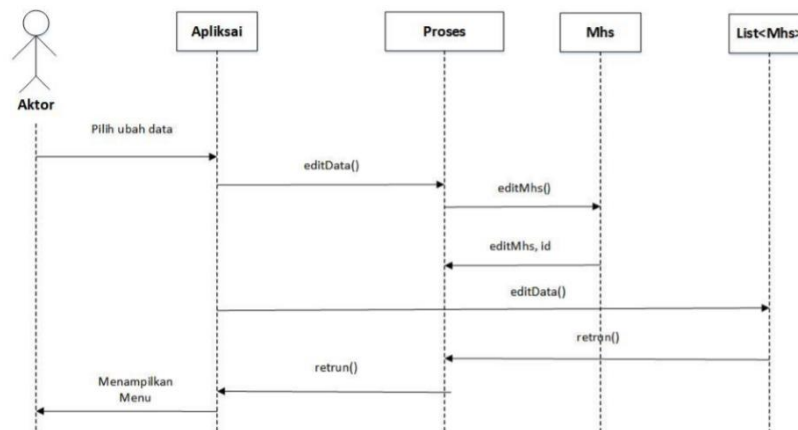 Apliksai
Proses
Mhs
List<Mhs>
Aktor
Pilih ubah data
editData()
editMhs()
editMhs, id
editData()
retrun()
retrun()
Menampilkan
Menu